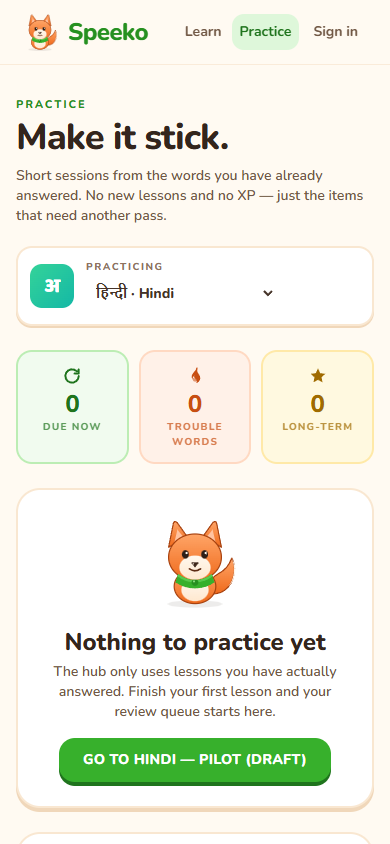 Speeko
Learn
Practice
Sign in
PRACTICE
Make it stick.
Short sessions from the words you have already
answered. No new lessons and no XP — just the items
that need another pass.
अ
PRACTICING
हिन्दी · Hindi
0
DUE NOW
0
TROUBLE
WORDS
0
LONG-TERM
Nothing to practice yet
The hub only uses lessons you have actually
answered. Finish your first lesson and your
review queue starts here.
GO TO HINDI — PILOT (DRAFT)